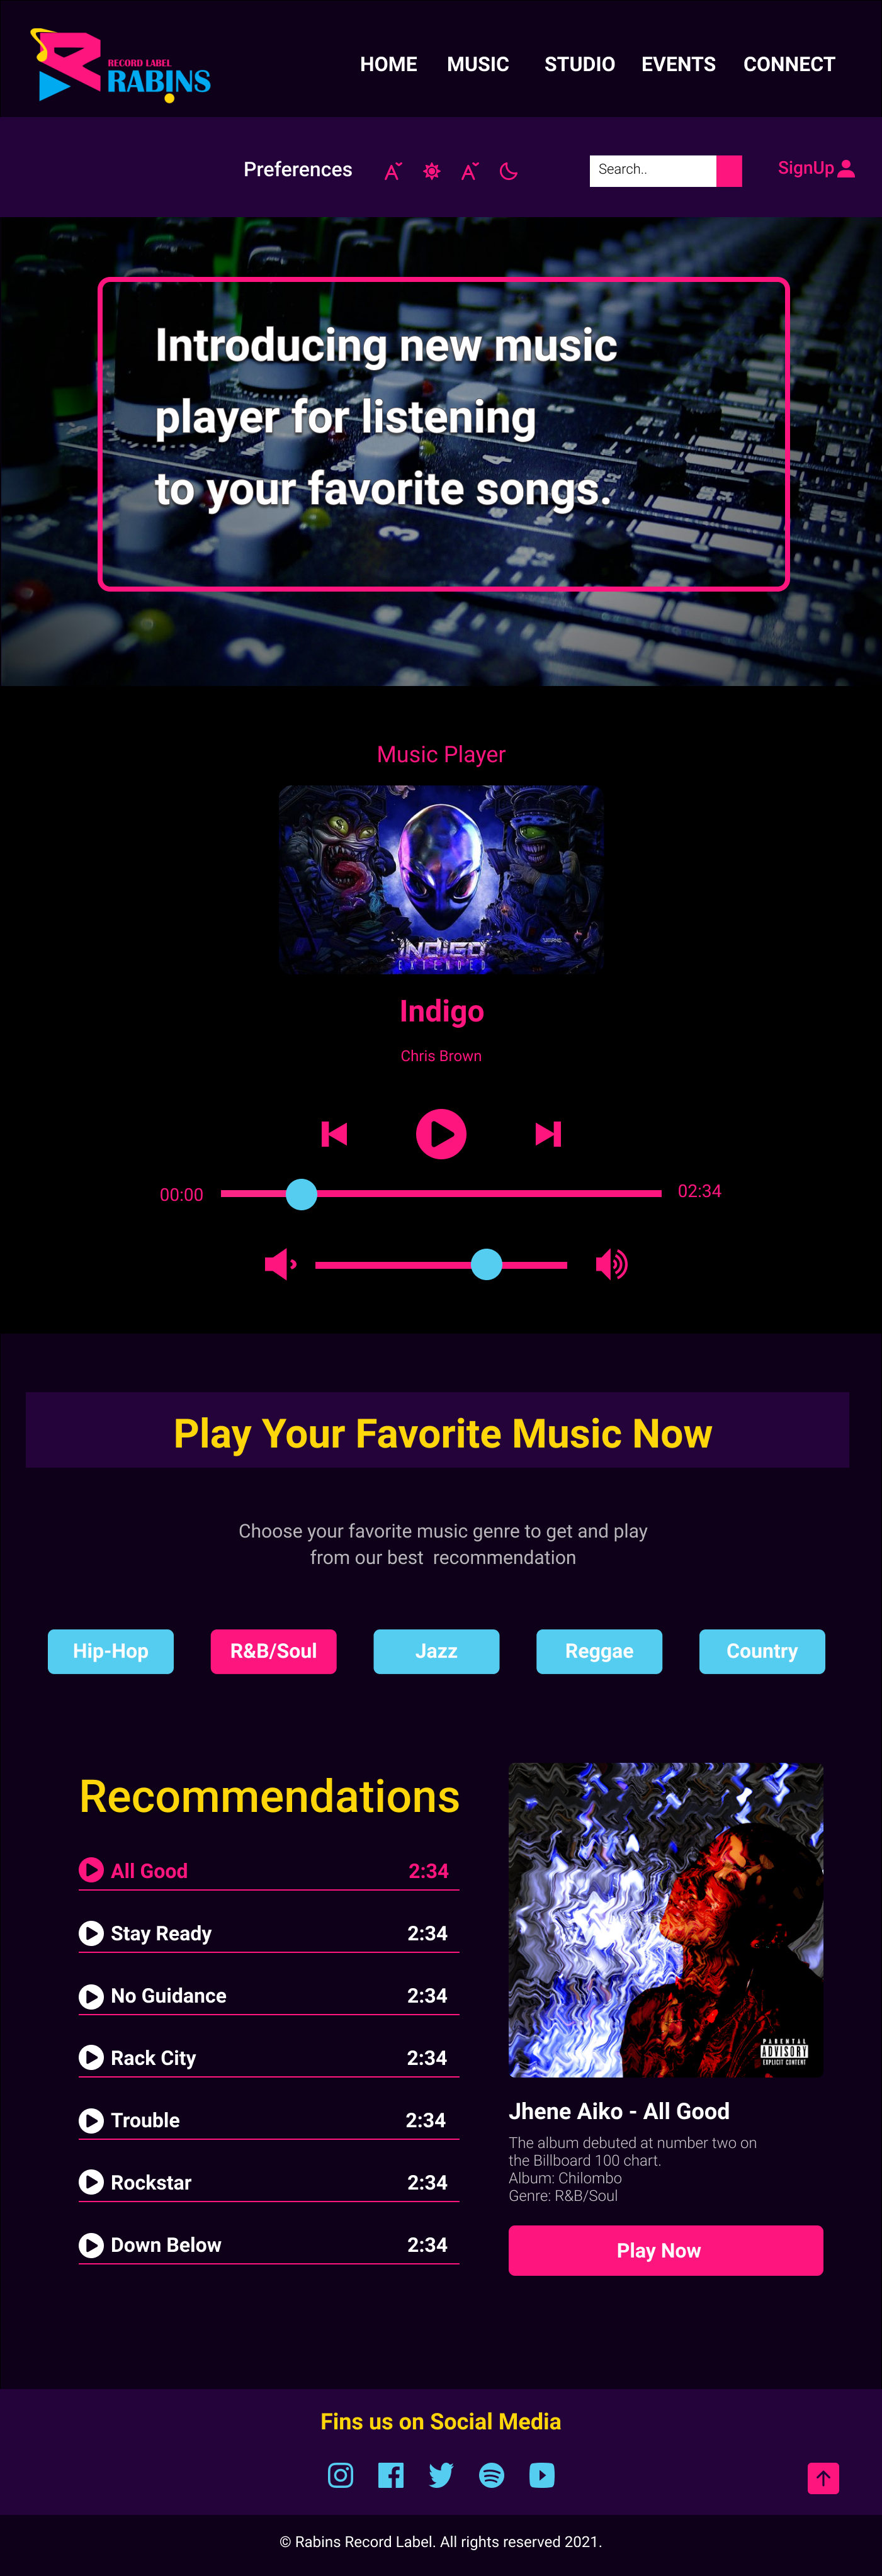 RECORD LABEL
RABINS
HOME MUSIC STUDIO EVENTS CONNECT
Preferences A A Search.. SignUp
Introducing new music
player for listening
to your favorite songs.
Music Player
INDIGO
EXTENDED
Indigo
Chris Brown
00:00 02:34
Play Your Favorite Music Now
Choose your favorite music genre to get and play
from our best recommendation
Hip-Hop R&B/Soul Jazz Reggae Country
Recommendations
All Good 2:34
Stay Ready 2:34
No Guidance 2:34
Rack City 2:34
Trouble 2:34
Rockstar 2:34
Down Below 2:34
PARENTAL
ADVISORY
EXPLICIT CONTENT
Jhene Aiko - All Good
The album debuted at number two on
the Billboard 100 chart.
Album: Chilombo
Genre: R&B/Soul
Play Now
Fins us on Social Media
© Rabins Record Label. All rights reserved 2021.